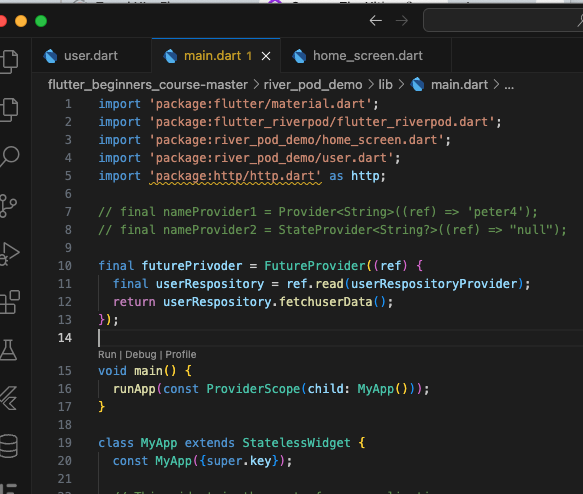 user.dart main.dart 1 home_screen.dart
flutter_beginners_course-master > river_pod_demo > lib > main.dart > ...
1 import 'package:flutter/material.dart';
2 import 'package:flutter_riverpod/flutter_riverpod.dart';
3 import 'package:river_pod_demo/home_screen.dart';
4 import 'package:river_pod_demo/user.dart';
5 import 'package:http/http.dart' as http;
6
7 // final nameProvider1 = Provider<String>((ref) => 'peter4');
8 // final nameProvider2 = StateProvider<String?>((ref) => "null");
9
10 final futurePrivoder = FutureProvider((ref) {
11 final userRespository = ref.read(userRespositoryProvider);
12 return userRespository.fetchuserData();
13 });
14
Run | Debug | Profile
15 void main() {
16 runApp(const ProviderScope(child: MyApp()));
17 }
18
19 class MyApp extends StatelessWidget {
20 const MyApp({super.key});
21